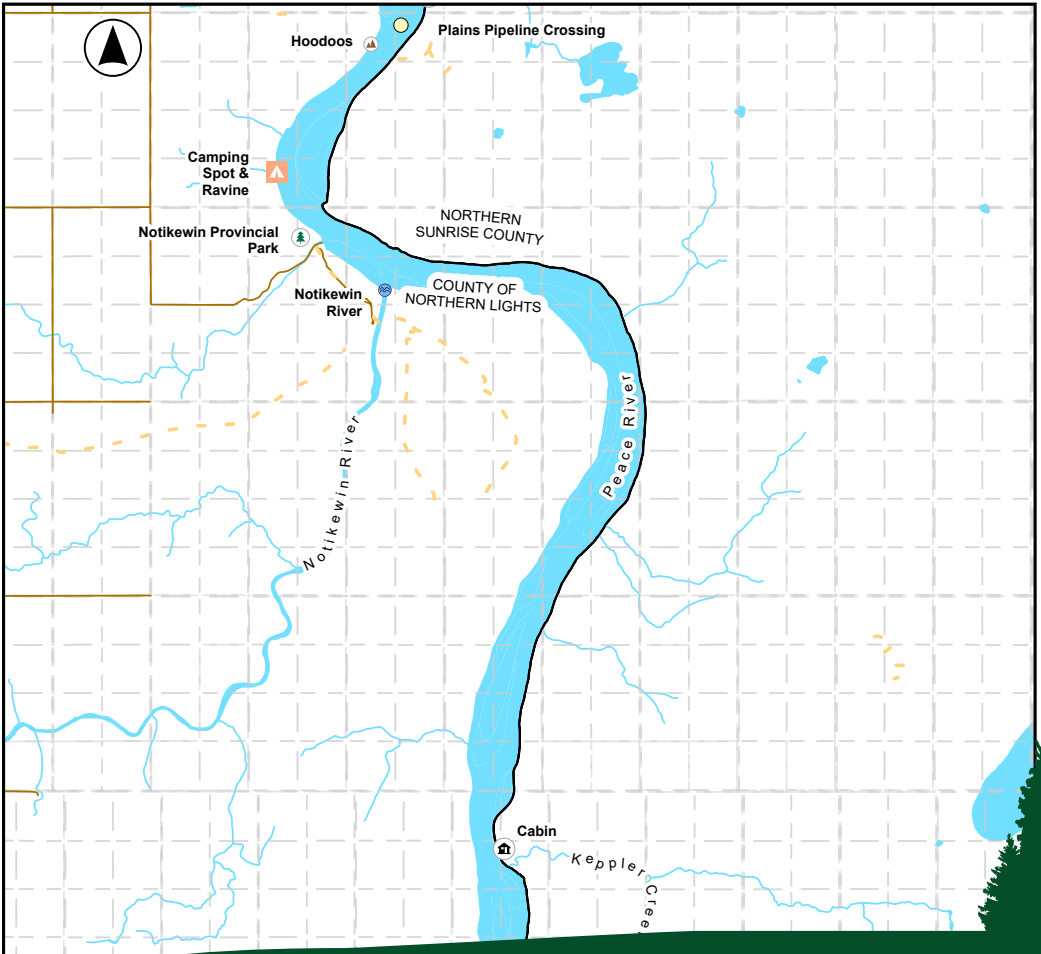 Plains Pipeline Crossing
Hoodoos
Camping
Spot &
Ravine
NORTHERN
SUNRISE COUNTY
Notikewin Provincial
Park
COUNTY OF
NORTHERN LIGHTS
Notikewin
River
Peace River
Notikewin River
Cabin
Keppler Cree